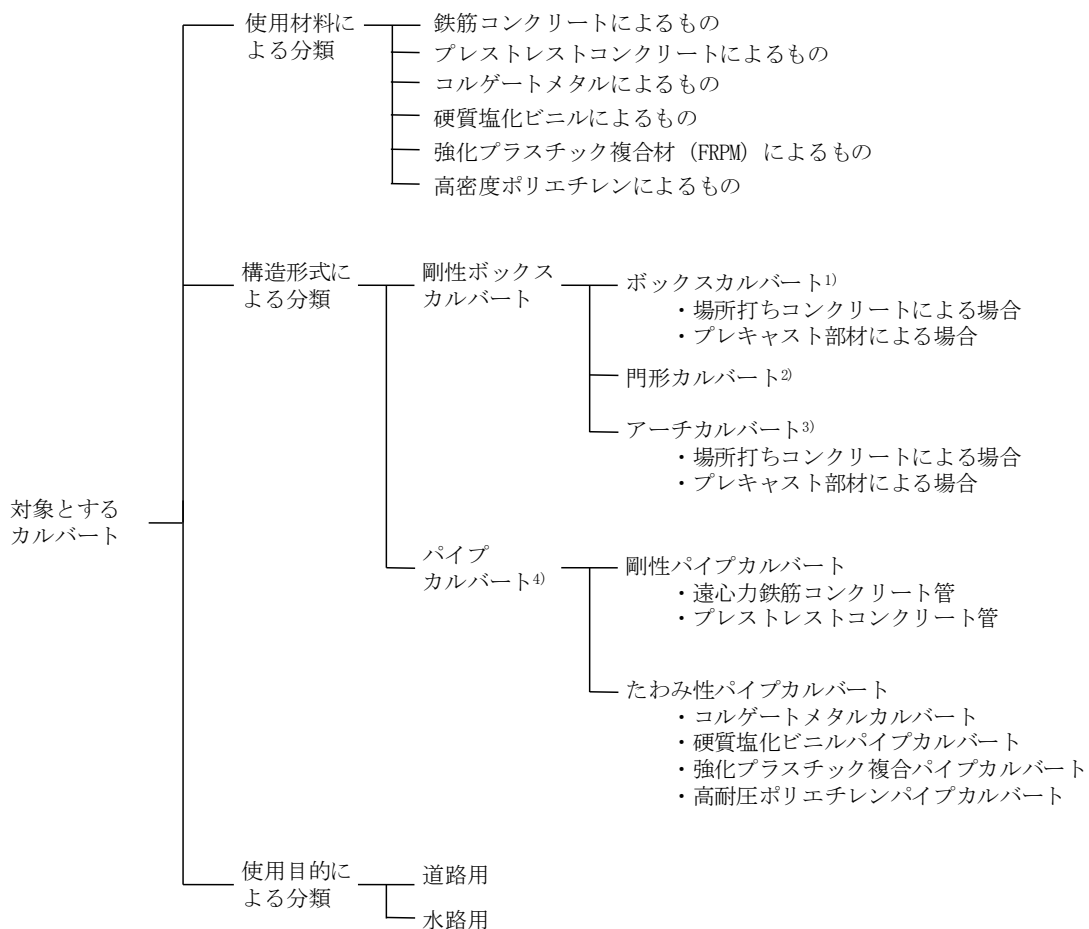 使用材料に
よる分類
鉄筋コンクリートによるもの
プレストレストコンクリートによるもの
コルゲートメタルによるもの
硬質塩化ビニルによるもの
強化プラスチック複合材 (FRPM) によるもの
高密度ポリエチレンによるもの
構造形式に
よる分類
剛性ボックス
カルバート
ボックスカルバート1)
・場所打ちコンクリートによる場合
・プレキャスト部材による場合
門形カルバート2)
アーチカルバート3)
・場所打ちコンクリートによる場合
・プレキャスト部材による場合
対象とする
カルバート
パイプ
カルバート4)
剛性パイプカルバート
・遠心力鉄筋コンクリート管
・プレストレストコンクリート管
たわみ性パイプカルバート
・コルゲートメタルカルバート
・硬質塩化ビニルパイプカルバート
・強化プラスチック複合パイプカルバート
・高耐圧ポリエチレンパイプカルバート
使用目的に
よる分類
道路用
水路用